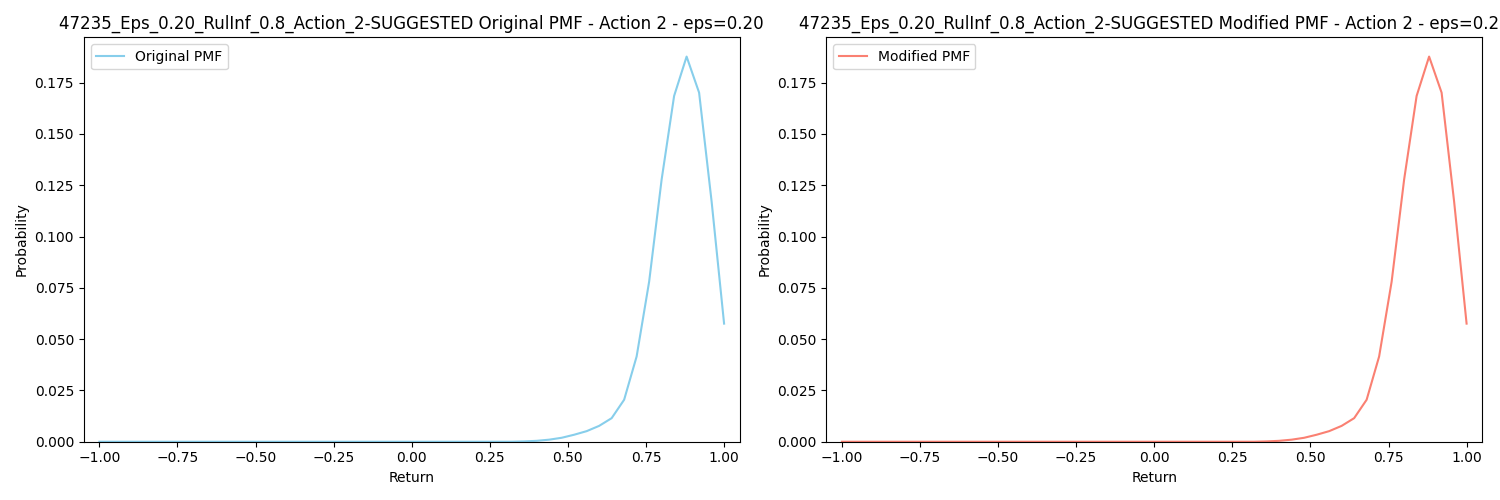 47235_Eps_0.20_RulInf_0.8_Action_2-SUGGESTED Original PMF - Action 2 - eps=0.20
Original PMF
0.175
0.150
0.125
0.100
0.075
0.050
0.025
0.000
Probability
−1.00 −0.75 −0.50 −0.25 0.00 0.25 0.50 0.75 1.00
Return
47235_Eps_0.20_RulInf_0.8_Action_2-SUGGESTED Modified PMF - Action 2 - eps=0.2
Modified PMF
0.175
0.150
0.125
0.100
0.075
0.050
0.025
0.000
Probability
−1.00 −0.75 −0.50 −0.25 0.00 0.25 0.50 0.75 1.00
Return